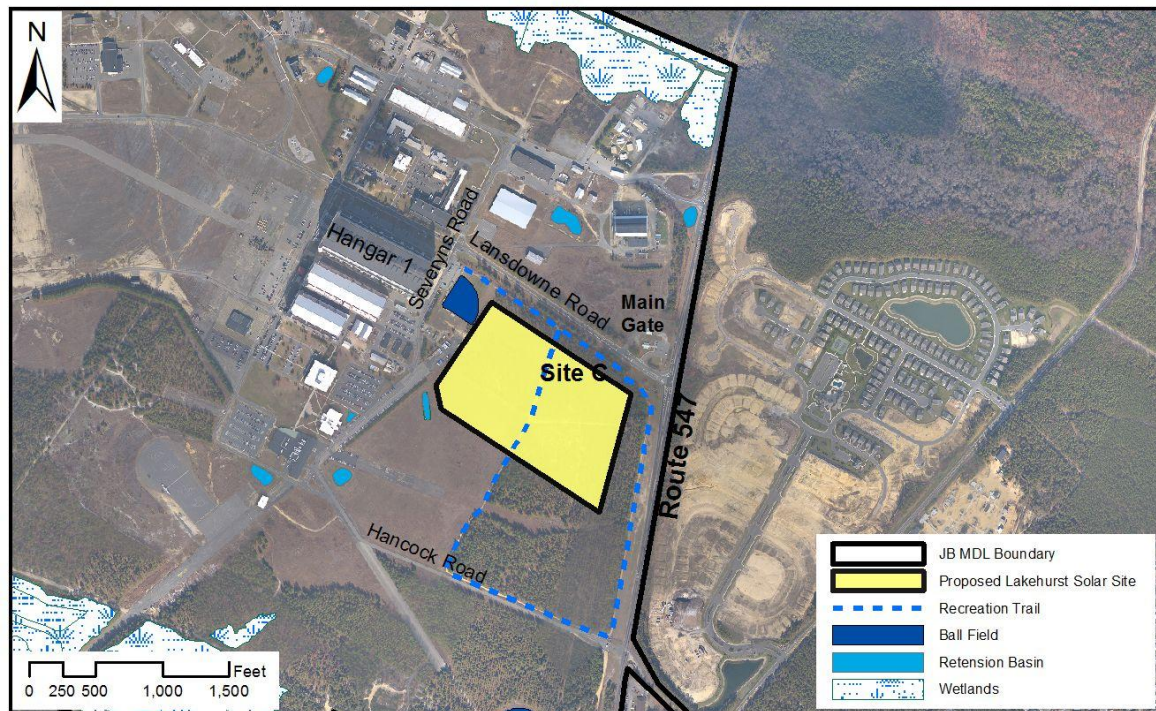 N
Hangar 1
Severyns Road
Lansdowne Road
Main
Gate
Site C
Route 547
Hancock Road
JB MDL Boundary
Proposed Lakehurst Solar Site
Recreation Trail
Ball Field
Retension Basin
Wetlands
Feet
0 250 500 1,000 1,500